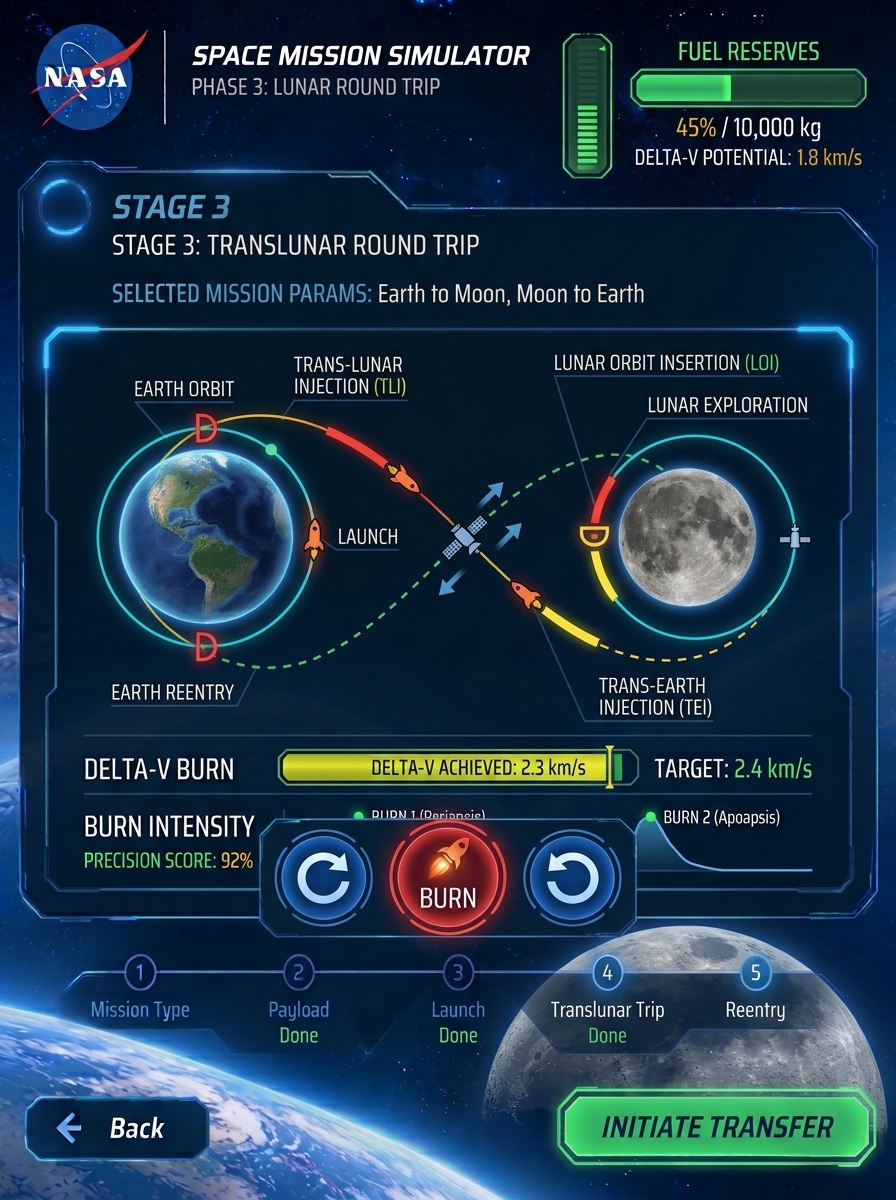 NASA
SPACE MISSION SIMULATOR
PHASE 3: LUNAR ROUND TRIP
FUEL RESERVES
45% / 10,000 kg
DELTA-V POTENTIAL: 1.8 km/s
STAGE 3
STAGE 3: TRANSLUNAR ROUND TRIP
SELECTED MISSION PARAMS: Earth to Moon, Moon to Earth
EARTH ORBIT
TRANS-LUNAR
INJECTION (TLI)
LUNAR ORBIT INSERTION (LOI)
LUNAR EXPLORATION
LAUNCH
EARTH REENTRY
TRANS-EARTH
INJECTION (TEI)
DELTA-V BURN
DELTA-V ACHIEVED: 2.3 km/s
TARGET: 2.4 km/s
BURN INTENSITY
PRECISION SCORE: 92%
BURN 1 (Periapsis)
BURN 2 (Apoapsis)
BURN
1
2
3
4
5
Mission Type
Payload
Done
Launch
Done
Translunar Trip
Done
Reentry
Back
INITIATE TRANSFER